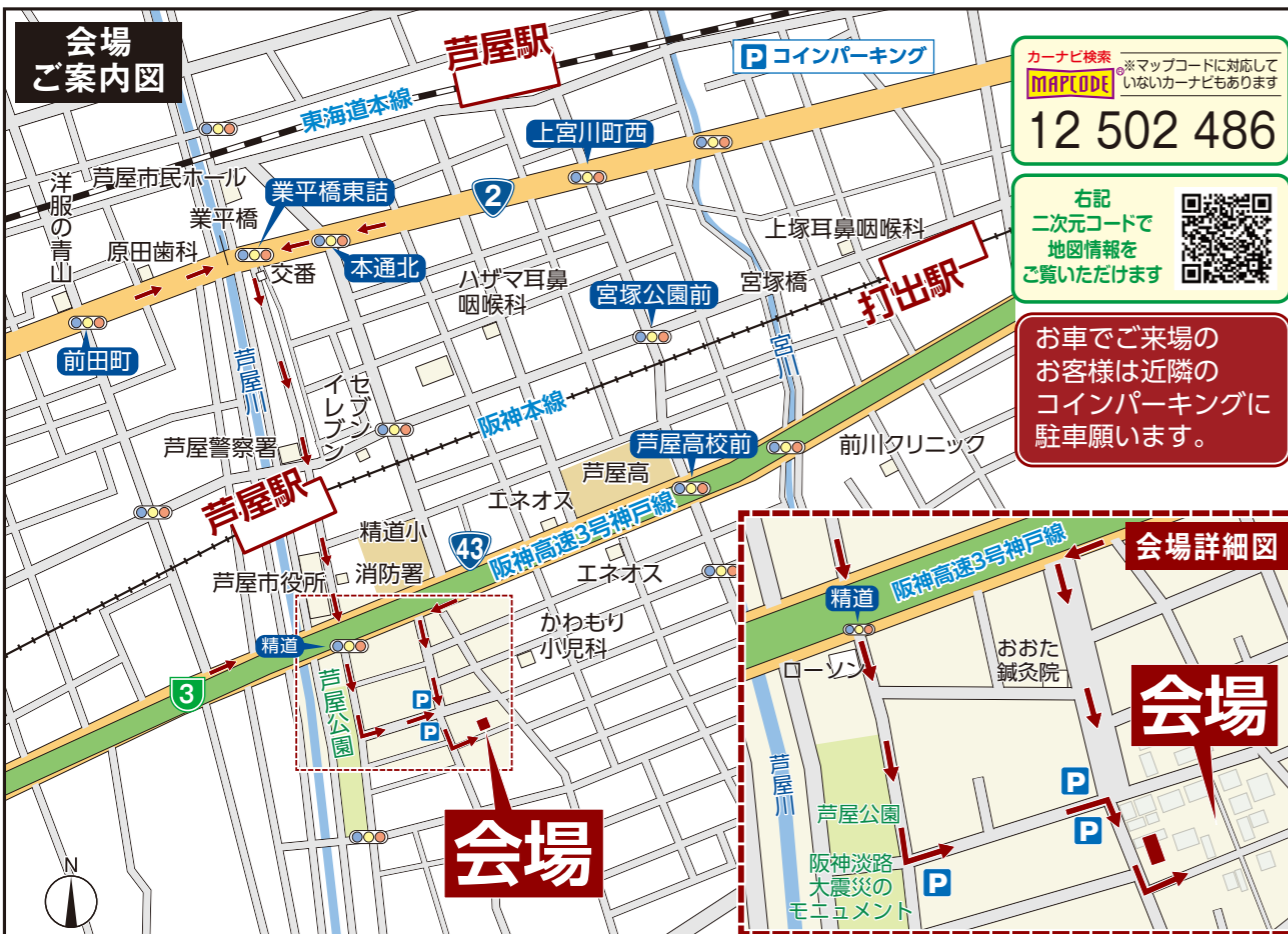 会場
ご案内図
芦屋駅
P コインパーキング
カーナビ検索
MAPCODE®
※マップコードに対応して
いないカーナビもあります
12 502 486
右記
二次元コードで
地図情報を
ご覧いただけます
お車でご来場の
お客様は近隣の
コインパーキングに
駐車願います。
東海道本線
上宮川町西
洋服の青山
芦屋市民ホール
業平橋
業平橋東詰
2
原田歯科
交番
本通北
前田町
ハザマ耳鼻
咽喉科
上塚耳鼻咽喉科
宮塚公園前
宮塚橋
打出駅
芦屋川
宮川
セブン
イレブン
阪神本線
芦屋警察署
芦屋駅
芦屋高
芦屋高校前
前川クリニック
エネオス
精道小
43
阪神高速3号神戸線
芦屋市役所
消防署
エネオス
かわもり
小児科
精道
3
芦屋公園
P
P
会場
N
会場詳細図
阪神高速3号神戸線
精道
ローソン
おおた
鍼灸院
会場
芦屋川
芦屋公園
P
P
P
阪神淡路
大震災の
モニュメント